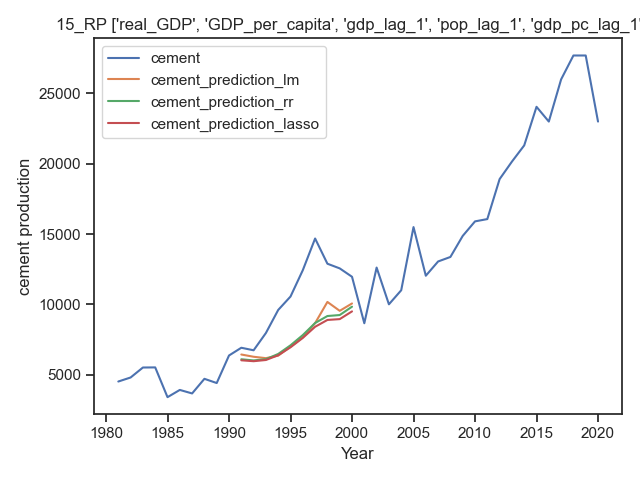 15_RP ['real_GDP', 'GDP_per_capita', 'gdp_lag_1', 'pop_lag_1', 'gdp_pc_lag_1'
cement
cement_prediction_lm
cement_prediction_rr
cement_prediction_lasso
cement production
25000
20000
15000
10000
5000
1980 1985 1990 1995 2000 2005 2010 2015 2020
Year